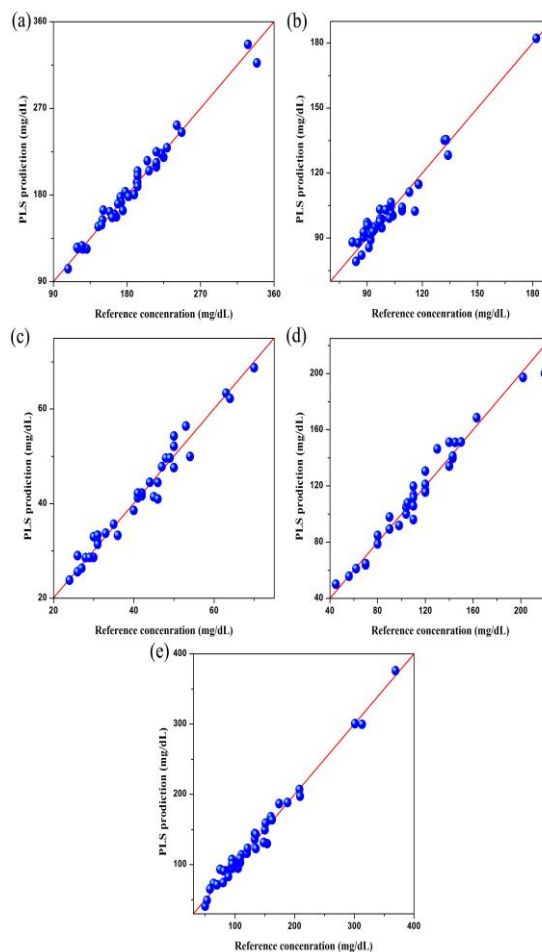 (a)
360
270
180
90
PLS prodiction (mg/dL)
90 180 270 360
Reference concenration (mg/dL)
(b)
180
150
120
90
PLS prodiction (mg/dL)
90 120 150 180
Reference concenration (mg/dL)
(c)
60
40
20
PLS prodiction (mg/dL)
20 40 60
Reference concenration (mg/dL)
(d)
200
160
120
80
40
PLS prodiction (mg/dL)
40 80 120 160 200
Reference concenration (mg/dL)
(e)
400
300
200
100
PLS prodiction (mg/dL)
100 200 300 400
Reference concenration (mg/dL)